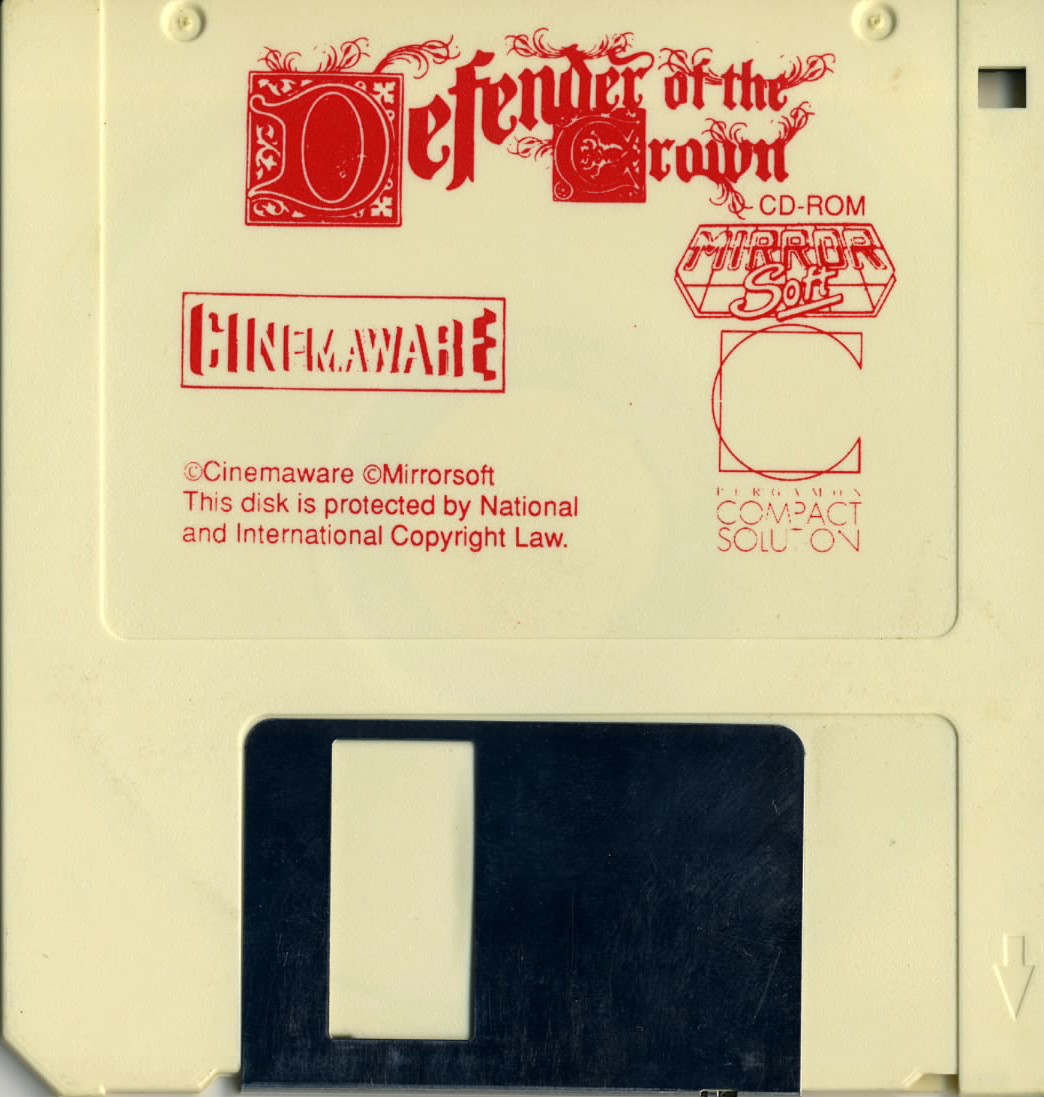 Defender of the
Crown
CD-ROM
MIRROR
Soft
CINEMAWARE
©Cinemaware ©Mirrorsoft
This disk is protected by National
and International Copyright Law.
PERGAMON
COMPACT
SOLUTION